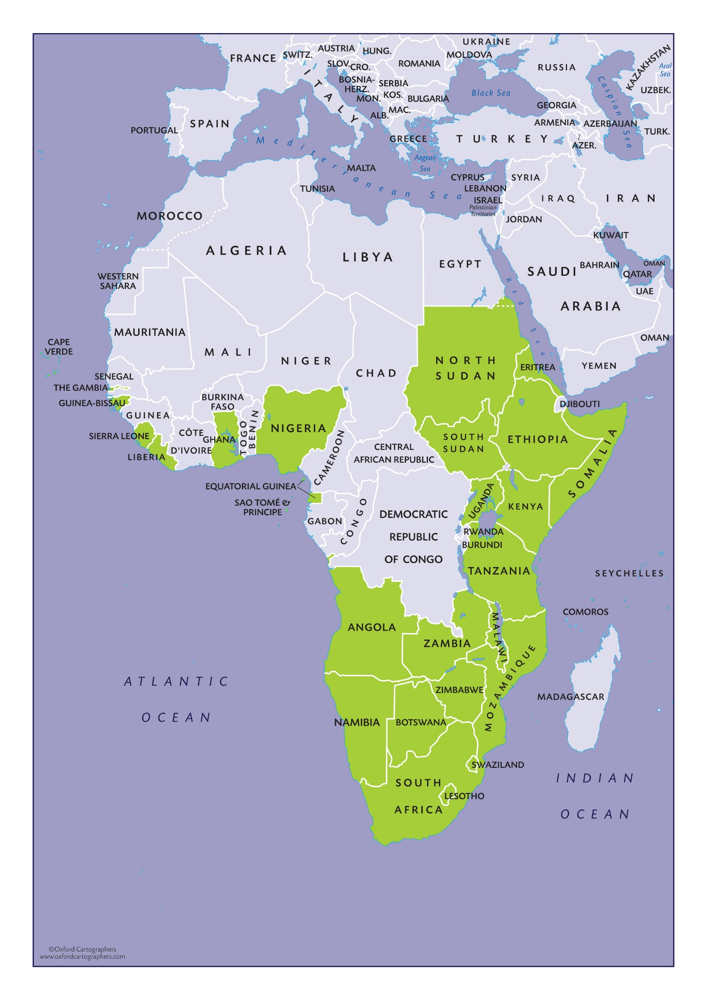 UKRAINE
KAZAKHSTAN
AUSTRIA
HUNG.
FRANCE
SWITZ.
MOLDOVA
SLOV.
CRO.
ROMANIA
RUSSIA
Aral
Sea
ITALY
BOSNIA-
HERZ.
SERBIA
Caspian Sea
UZBEK.
MON.
KOS.
BULGARIA
Black Sea
GEORGIA
MAC.
ALB.
SPAIN
PORTUGAL
ARMENIA
AZERBAIJAN
TURK.
GREECE
TURKEY
AZER.
Mediterranean Sea
Aegean
Sea
MALTA
CYPRUS
SYRIA
TUNISIA
LEBANON
ISRAEL
IRAQ
IRAN
Palestinian
Territories
MOROCCO
JORDAN
KUWAIT
ALGERIA
LIBYA
EGYPT
SAUDI
ARABIA
BAHRAIN
OMAN
QATAR
UAE
Red Sea
WESTERN
SAHARA
MAURITANIA
OMAN
CAPE
VERDE
MALI
NIGER
NORTH
SUDAN
CHAD
ERITREA
YEMEN
SENEGAL
THE GAMBIA
GUINEA-BISSAU
BURKINA
FASO
DJIBOUTI
GUINEA
TOGO
BENIN
NIGERIA
SIERRA LEONE
CÔTE
D'IVOIRE
GHANA
SOUTH
SUDAN
ETHIOPIA
SOMALIA
LIBERIA
CAMEROON
CENTRAL
AFRICAN REPUBLIC
EQUATORIAL GUINEA
SAO TOMÉ &
PRINCIPE
UGANDA
KENYA
GABON
CONGO
DEMOCRATIC
REPUBLIC
OF CONGO
RWANDA
BURUNDI
TANZANIA
SEYCHELLES
COMOROS
ANGOLA
MALAWI
ZAMBIA
MOZAMBIQUE
ATLANTIC
OCEAN
ZIMBABWE
MADAGASCAR
NAMIBIA
BOTSWANA
SWAZILAND
SOUTH
AFRICA
LESOTHO
INDIAN
OCEAN
©Oxford Cartographers
www.oxfordcartographers.com